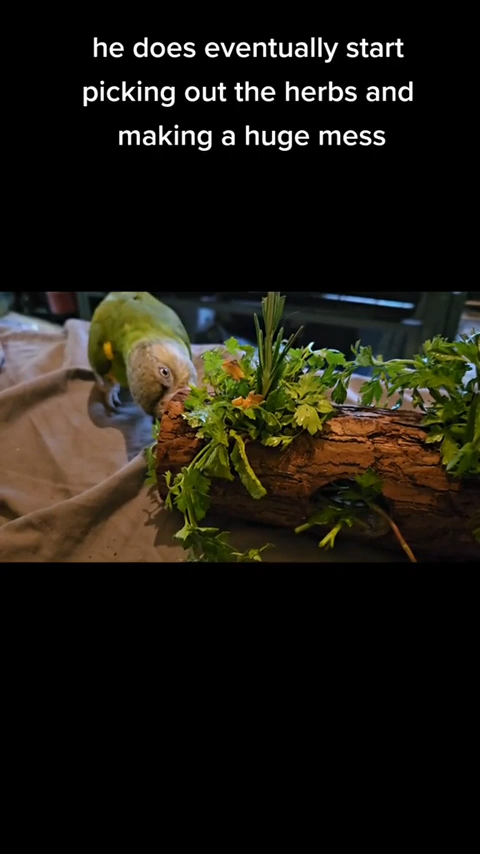 he does eventually start
picking out the herbs and
making a huge mess